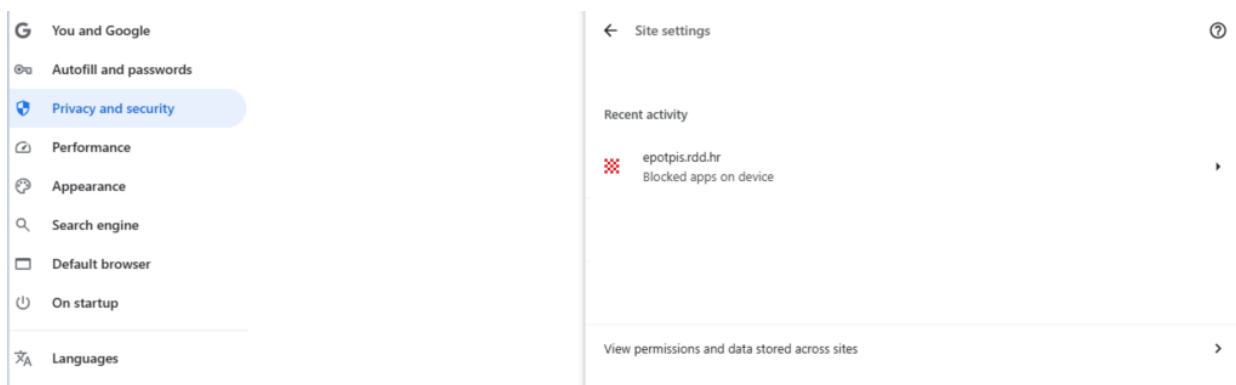 You and Google
Autofill and passwords
Privacy and security
Performance
Appearance
Search engine
Default browser
On startup
Languages
Site settings
Recent activity
epotpis.rdd.hr
Blocked apps on device
View permissions and data stored across sites